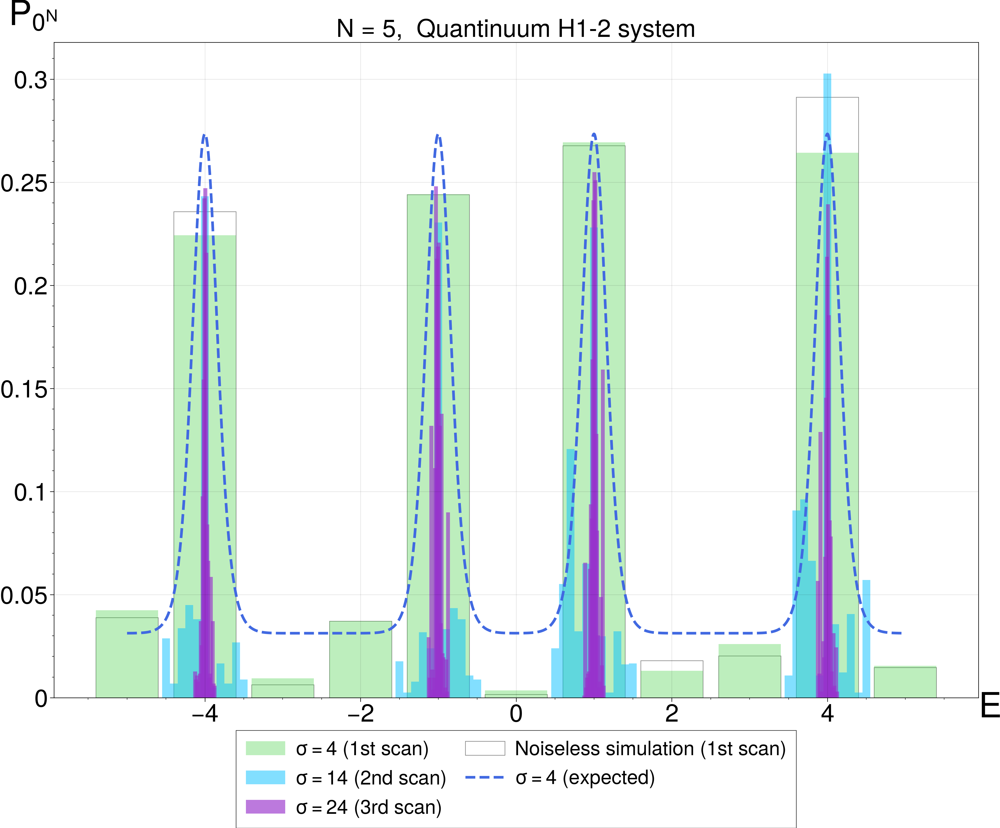 P0N
N = 5, Quantinuum H1-2 system
0.3
0.25
0.2
0.15
0.1
0.05
0
−4 −2 0 2 4 E
σ = 4 (1st scan) Noiseless simulation (1st scan)
σ = 14 (2nd scan) σ = 4 (expected)
σ = 24 (3rd scan)